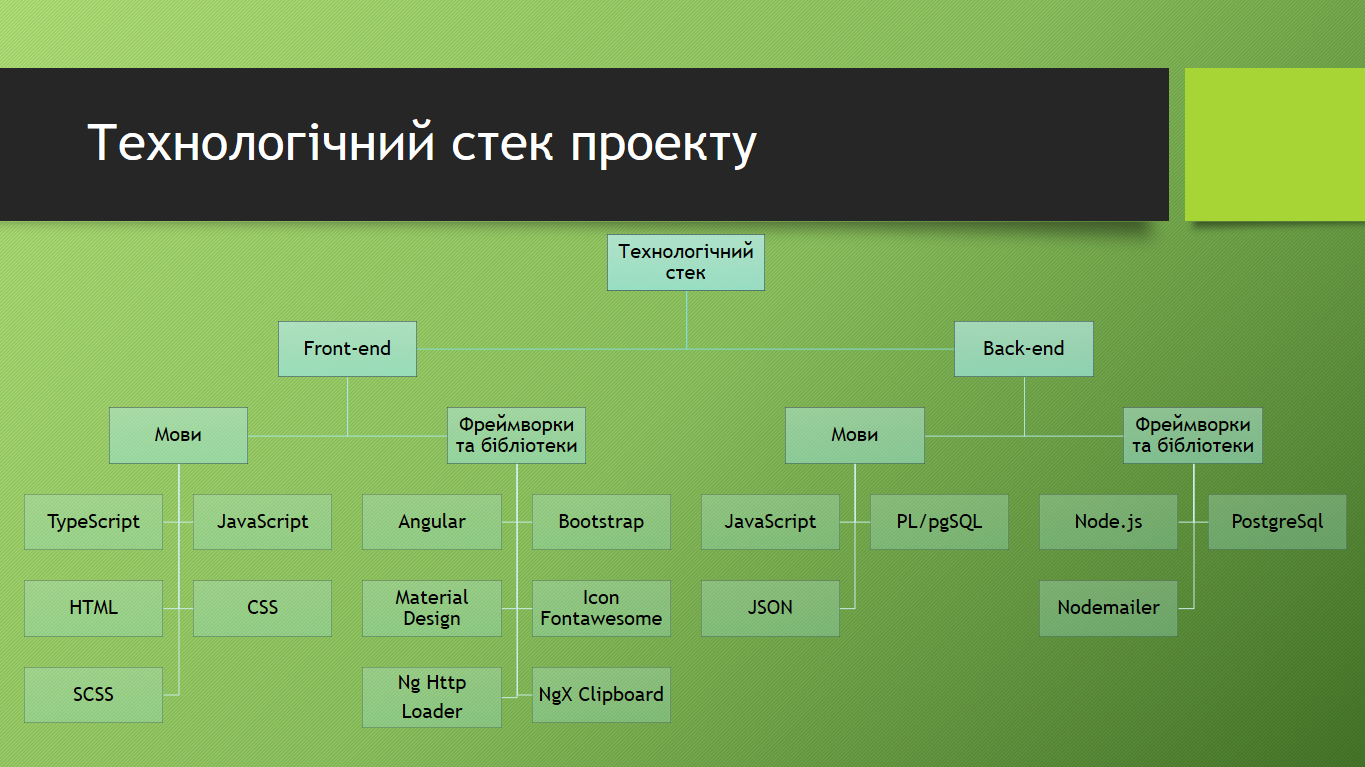 Технологічний стек проекту
Технологічний
стек
Front-end
Back-end
Мови
Фреймворки
та бібліотеки
Мови
Фреймворки
та бібліотеки
TypeScript
JavaScript
Angular
Bootstrap
JavaScript
PL/pgSQL
Node.js
PostgreSql
HTML
CSS
Material
Design
Icon
Fontawesome
JSON
Nodemailer
SCSS
Ng Http
Loader
NgX Clipboard